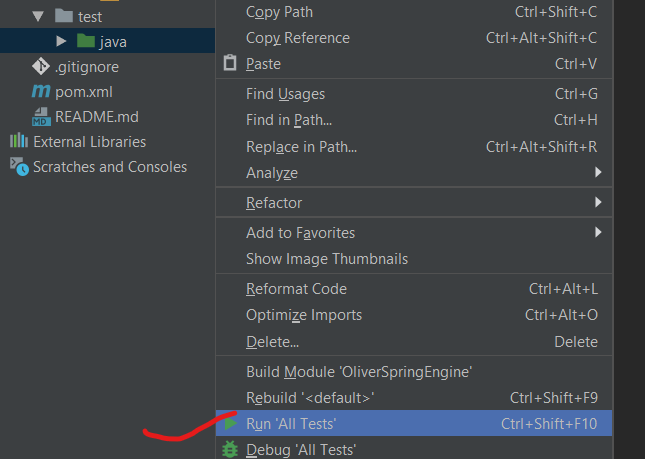 test
java
.gitignore
m pom.xml
MD README.md
External Libraries
Scratches and Consoles
Copy Path Ctrl+Shift+C
Copy Reference Ctrl+Alt+Shift+C
Paste Ctrl+V
Find Usages Ctrl+G
Find in Path... Ctrl+H
Replace in Path... Ctrl+Alt+Shift+R
Analyze
Refactor
Add to Favorites
Show Image Thumbnails
Reformat Code Ctrl+Alt+L
Optimize Imports Ctrl+Alt+O
Delete... Delete
Build Module 'OliverSpringEngine'
Rebuild '<default>' Ctrl+Shift+F9
Run 'All Tests' Ctrl+Shift+F10
Debug 'All Tests'